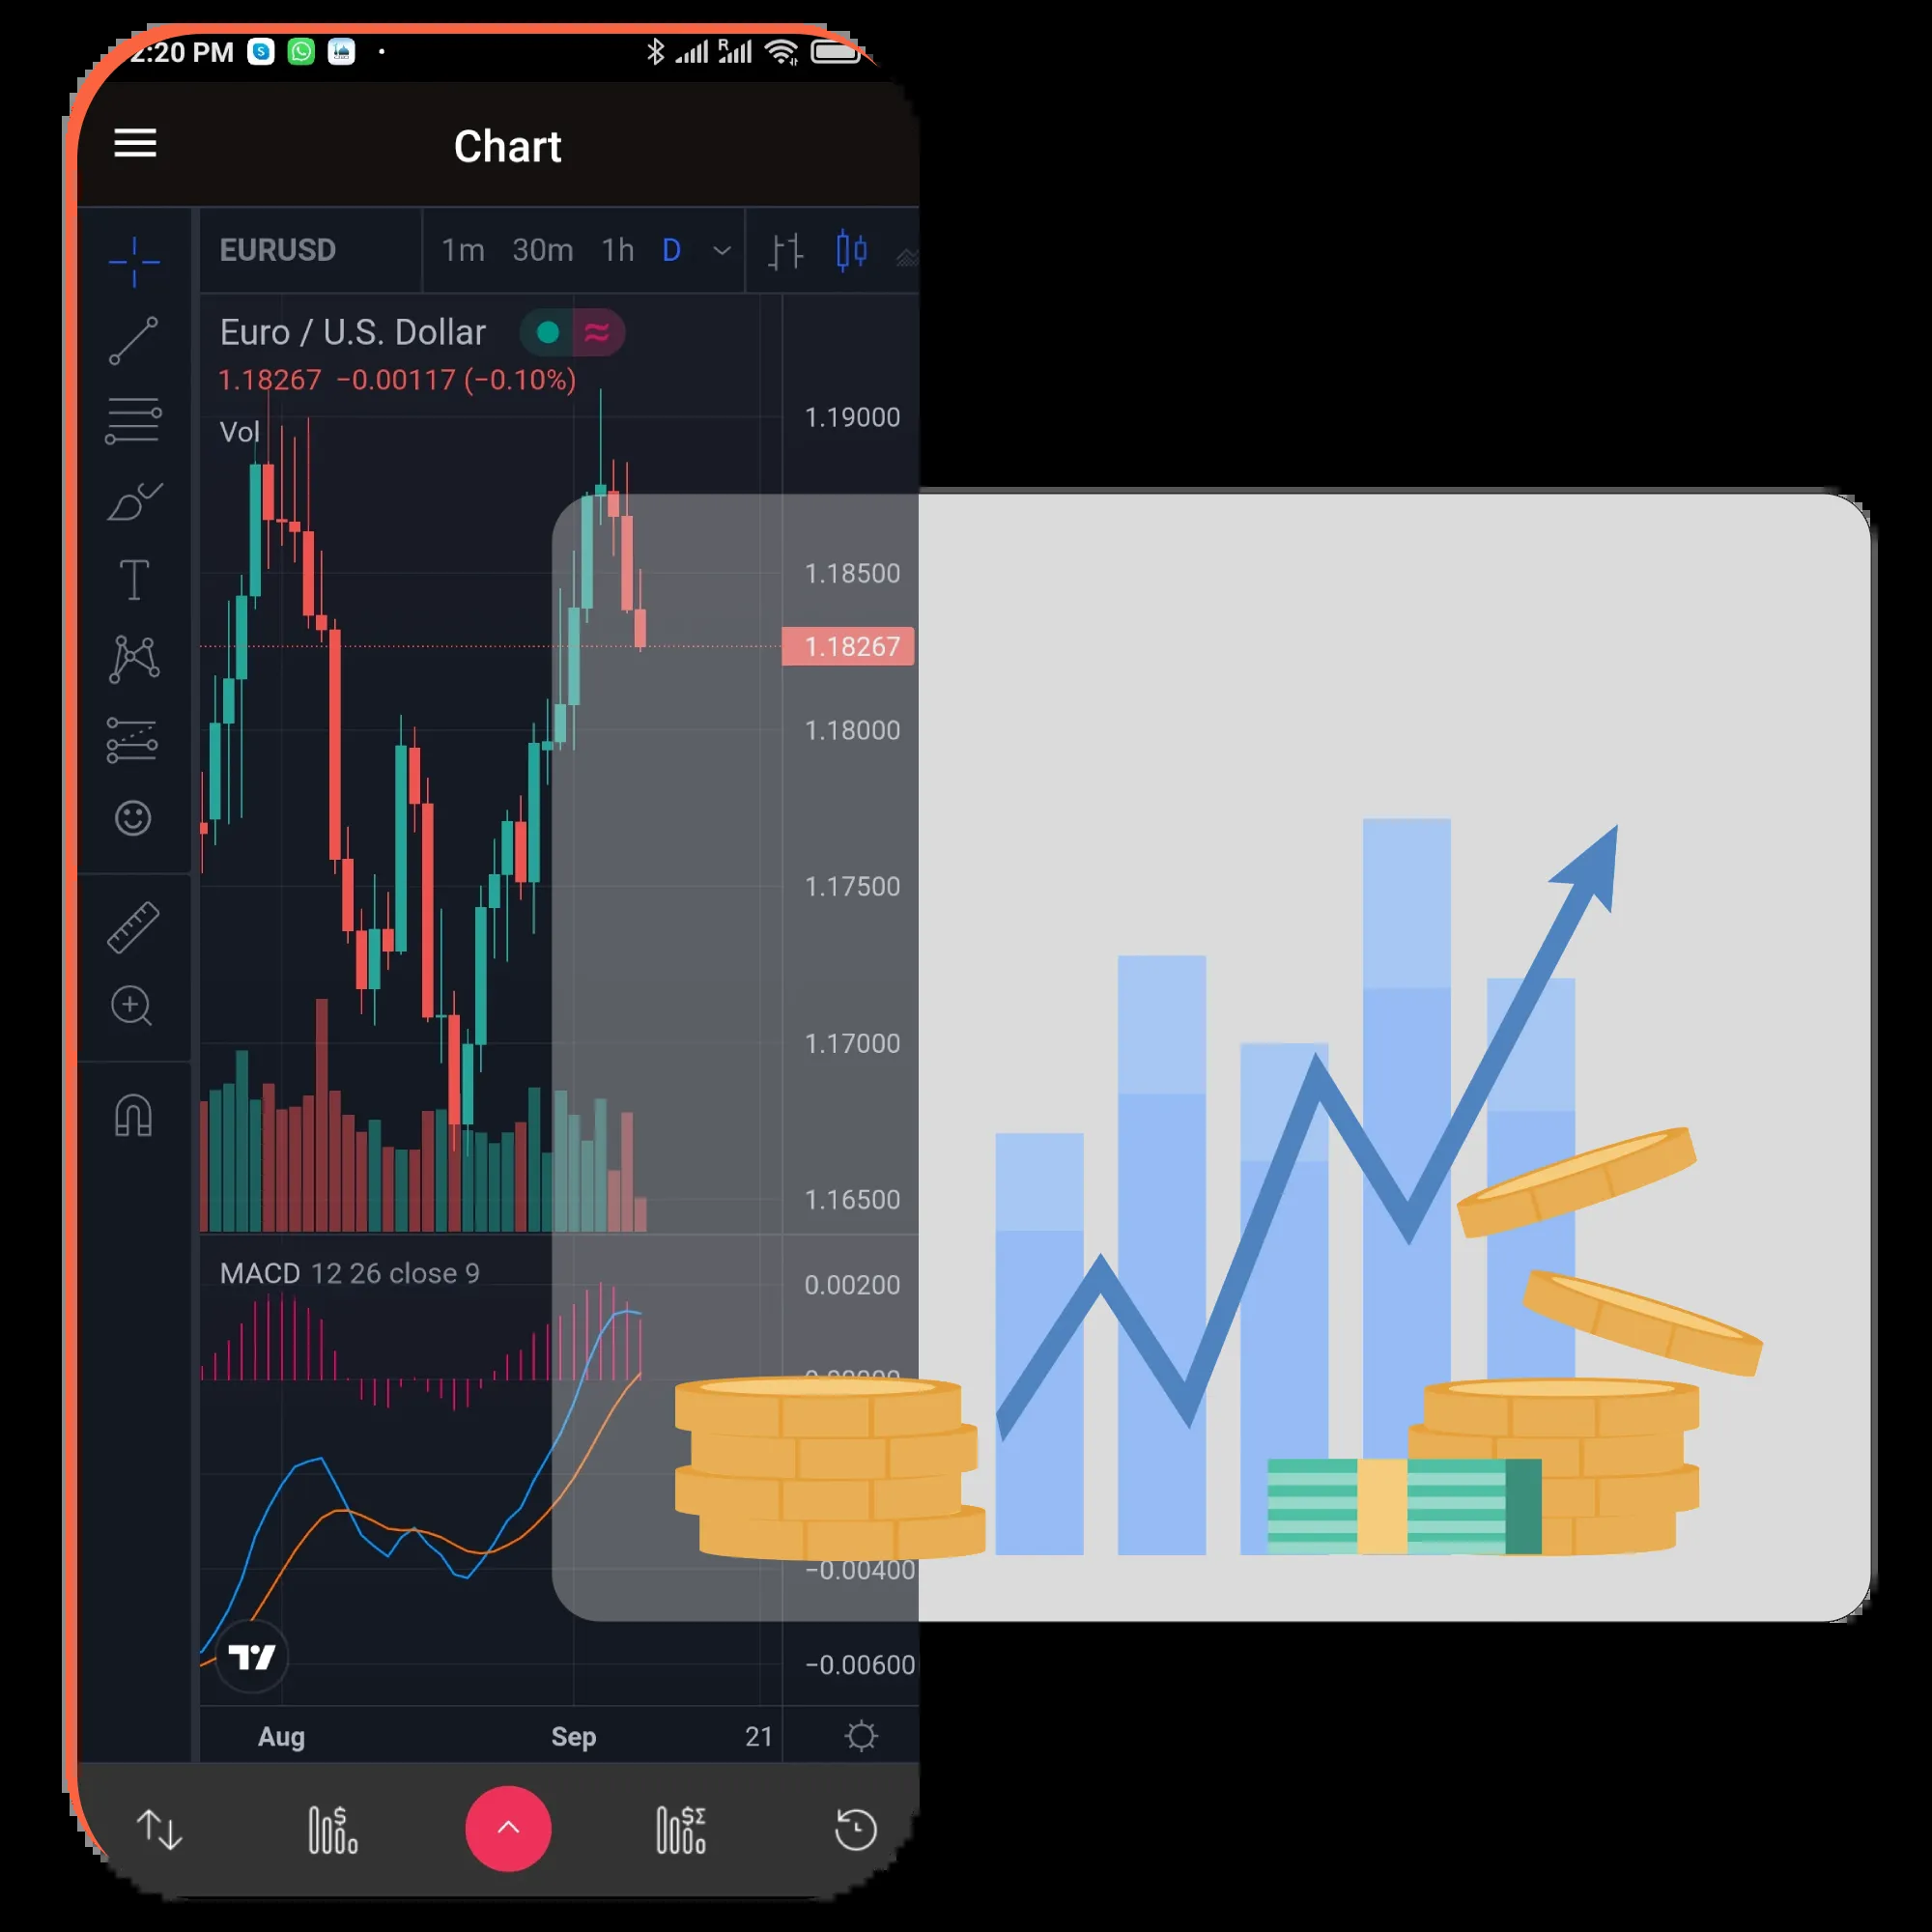 2:20 PM
Chart
EURUSD 1m 30m 1h D
Euro / U.S. Dollar
1.18267 −0.00117 (−0.10%)
Vol
1.19000
1.18500
1.18267
1.18000
1.17500
1.17000
1.16500
MACD 12 26 close 9
0.00200
−0.00400
−0.00600
Aug Sep 21